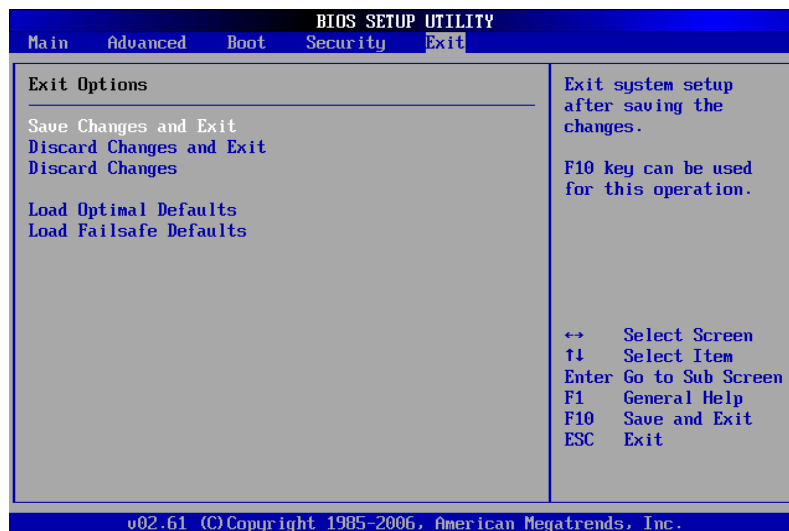 BIOS SETUP UTILITY
Main Advanced Boot Security Exit
Exit Options
Save Changes and Exit
Discard Changes and Exit
Discard Changes
Load Optimal Defaults
Load Failsafe Defaults
Exit system setup
after saving the
changes.
F10 key can be used
for this operation.
↔ Select Screen
↑↓ Select Item
Enter Go to Sub Screen
F1 General Help
F10 Save and Exit
ESC Exit
v02.61 (C)Copyright 1985-2006, American Megatrends, Inc.